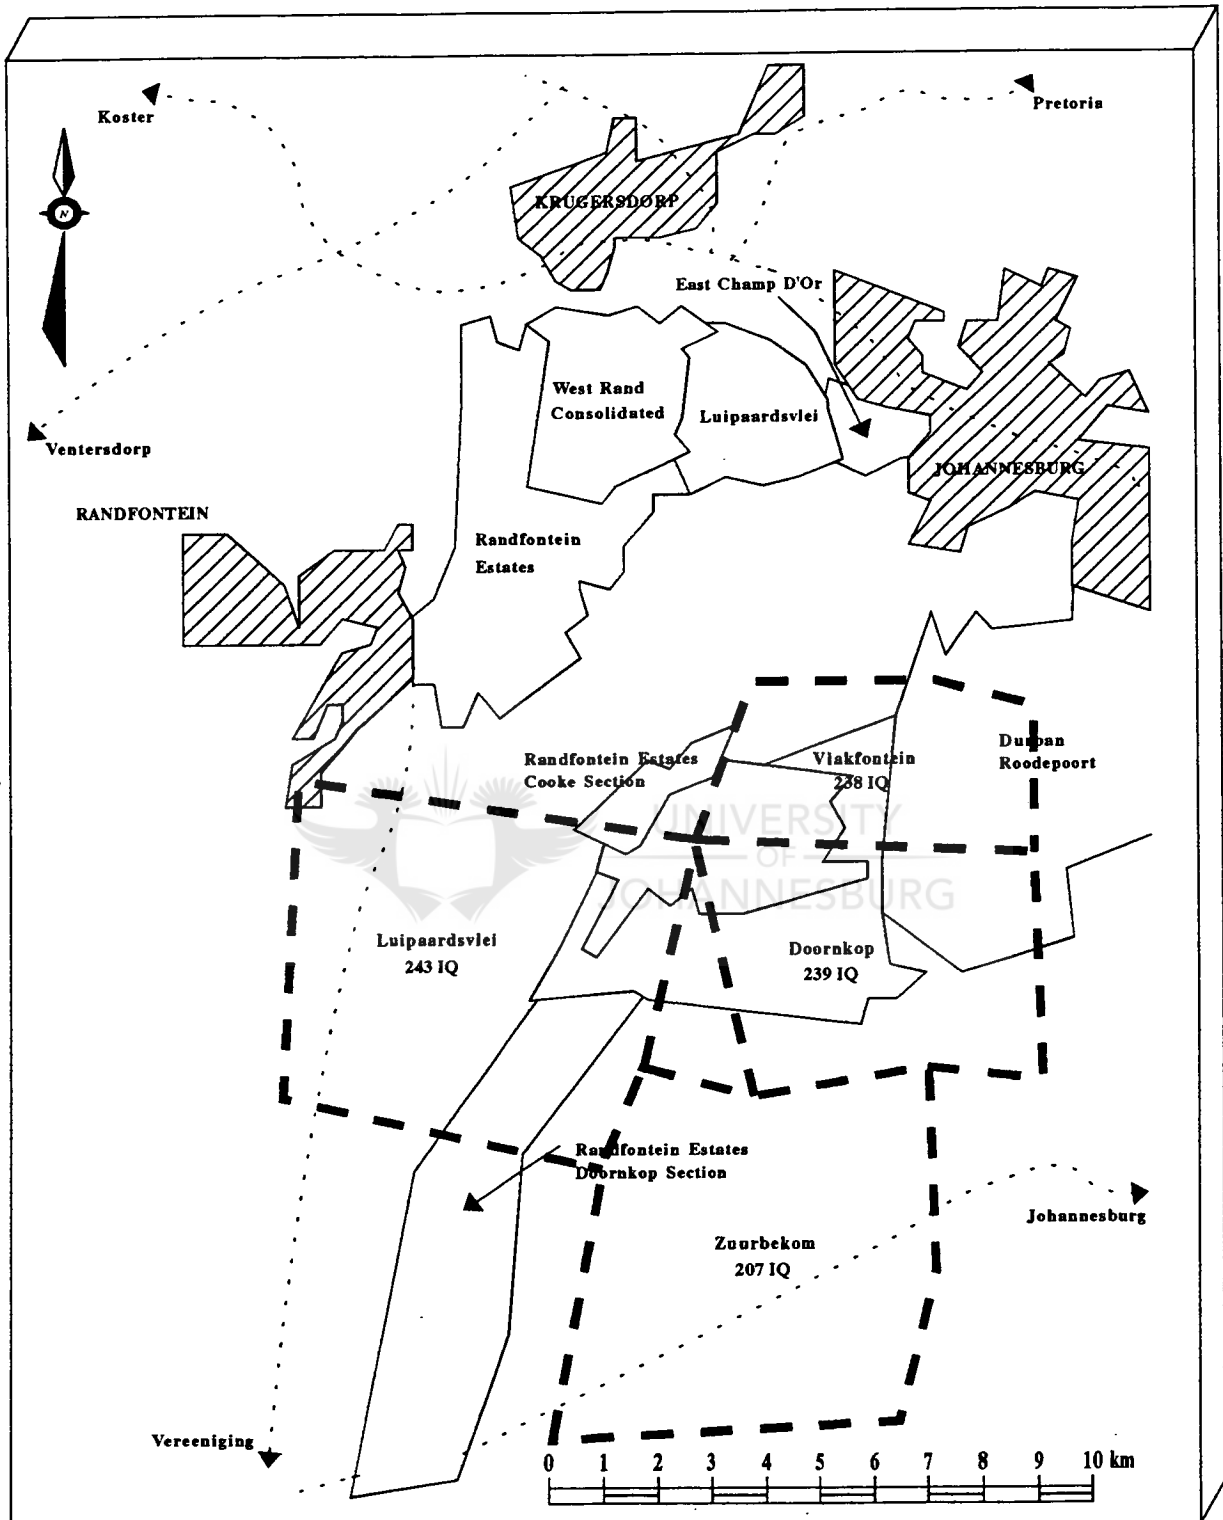 Koster
Pretoria
N
KRUGERSDORP
East Champ D'Or
West Rand
Consolidated
Luipaardsvlei
Ventersdorp
JOHANNESBURG
RANDFONTEIN
Randfontein
Estates
Durban
Roodepoort
Randfontein Estates
Cooke Section
Vlakfontein
238 IQ
UNIVERSITY
OF
JOHANNESBURG
Luipaardsvlei
243 IQ
Doornkop
239 IQ
Randfontein Estates
Doornkop Section
Johannesburg
Zuurbekom
207 IQ
Vereeniging
0 1 2 3 4 5 6 7 8 9 10 km